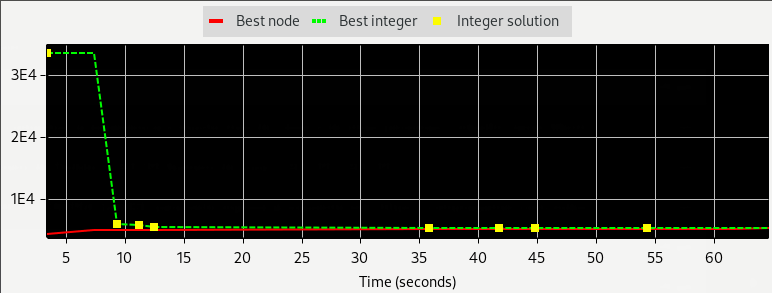 Best node Best integer Integer solution
3E4
2E4
1E4
5 10 15 20 25 30 35 40 45 50 55 60
Time (seconds)